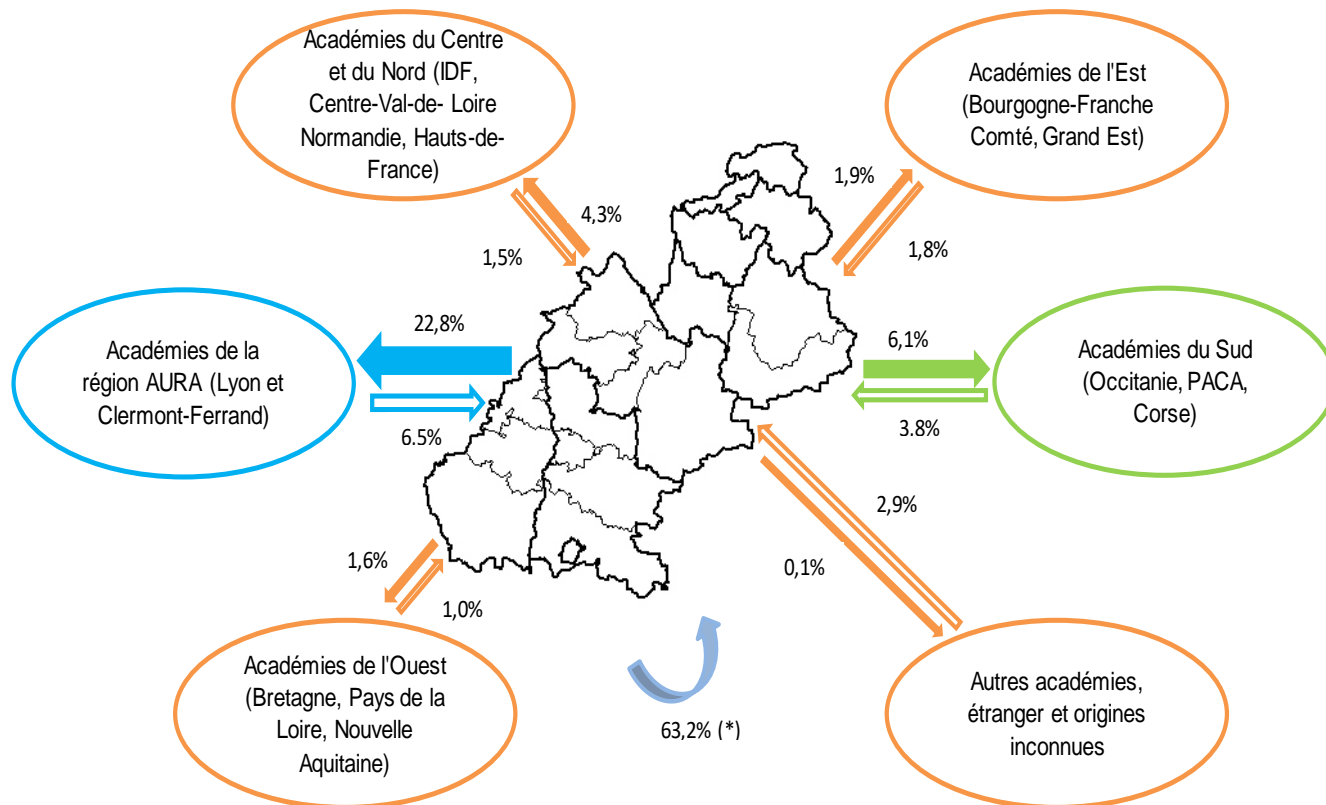 Académies du Centre
et du Nord (IDF,
Centre-Val-de- Loire
Normandie, Hauts-de-
France)
Académies de l'Est
(Bourgogne-Franche
Comté, Grand Est)
4,3%
1,5%
1,9%
1,8%
Académies de la
région AURA (Lyon et
Clermont-Ferrand)
22,8%
6.5%
6,1%
3.8%
Académies du Sud
(Occitanie, PACA,
Corse)
1,6%
1,0%
2,9%
0,1%
Académies de l'Ouest
(Bretagne, Pays de la
Loire, Nouvelle
Aquitaine)
63,2% (*)
Autres académies,
étranger et origines
inconnues